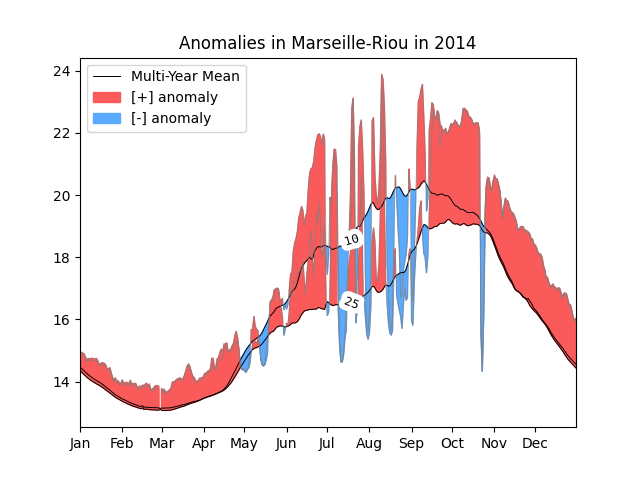 Anomalies in Marseille-Riou in 2014
Multi-Year Mean
[+] anomaly
[-] anomaly
24
22
20
18
16
14
10
25
Jan Feb Mar Apr May Jun Jul Aug Sep Oct Nov Dec